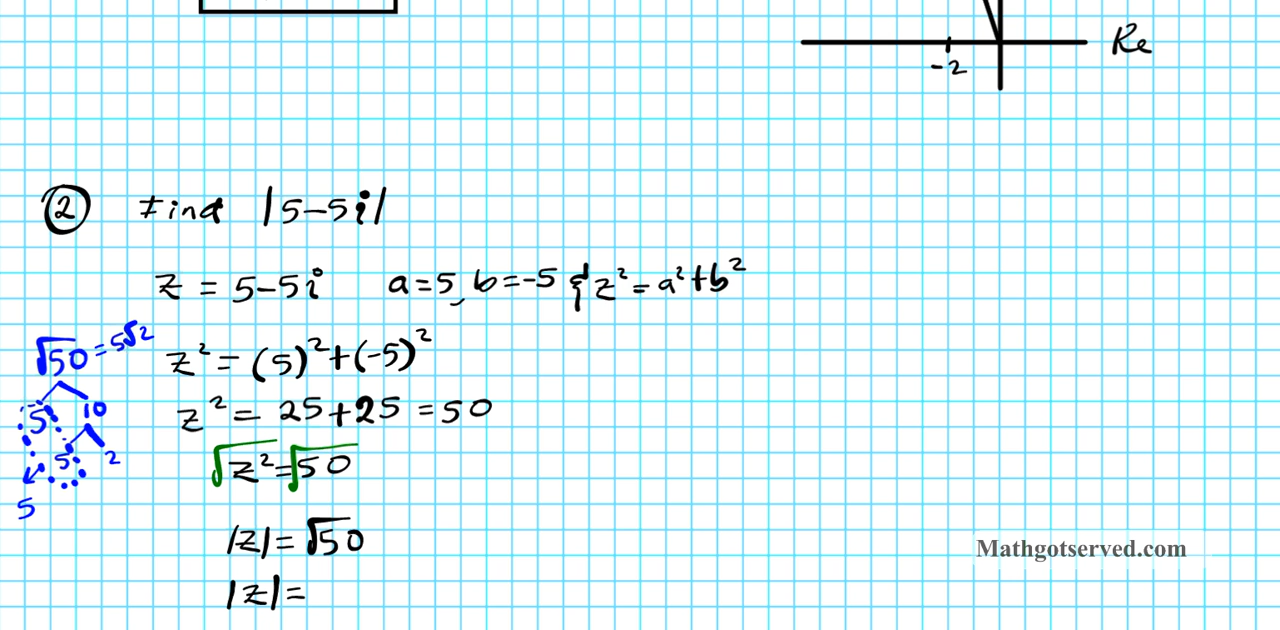 Re
-2
② Find |5-5i|
z = 5-5i a=5, b=-5 } z² = a²+b²
√50 = 5√2
z² = (5)²+(-5)²
5 10
z² = 25+25 = 50
5 2
√z² = √50
5
|z| = √50
Mathgotserved.com
|z| =